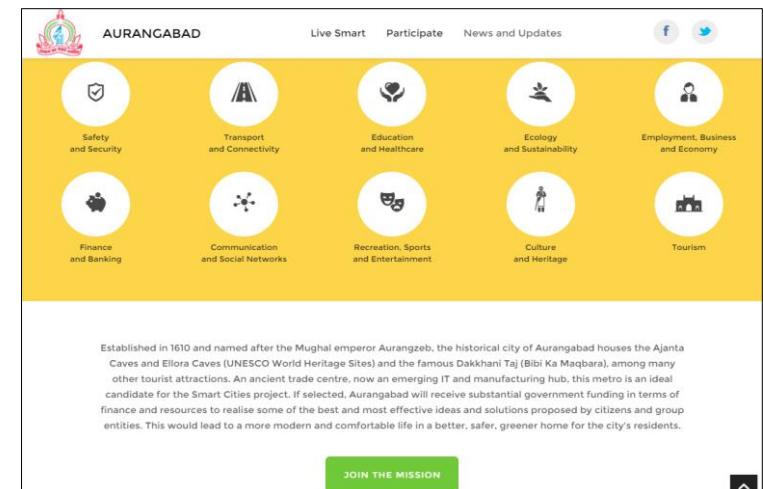 AURANGABAD Live Smart Participate News and Updates
Safety
and Security
Transport
and Connectivity
Education
and Healthcare
Ecology
and Sustainability
Employment, Business
and Economy
Finance
and Banking
Communication
and Social Networks
Recreation, Sports
and Entertainment
Culture
and Heritage
Tourism
Established in 1610 and named after the Mughal emperor Aurangzeb, the historical city of Aurangabad houses the Ajanta
Caves and Ellora Caves (UNESCO World Heritage Sites) and the famous Dakkhani Taj (Bibi Ka Maqbara), among many
other tourist attractions. An ancient trade centre, now an emerging IT and manufacturing hub, this metro is an ideal
candidate for the Smart Cities project. If selected, Aurangabad will receive substantial government funding in terms of
finance and resources to realise some of the best and most effective ideas and solutions proposed by citizens and group
entities. This would lead to a more modern and comfortable life in a better, safer, greener home for the city's residents.
JOIN THE MISSION